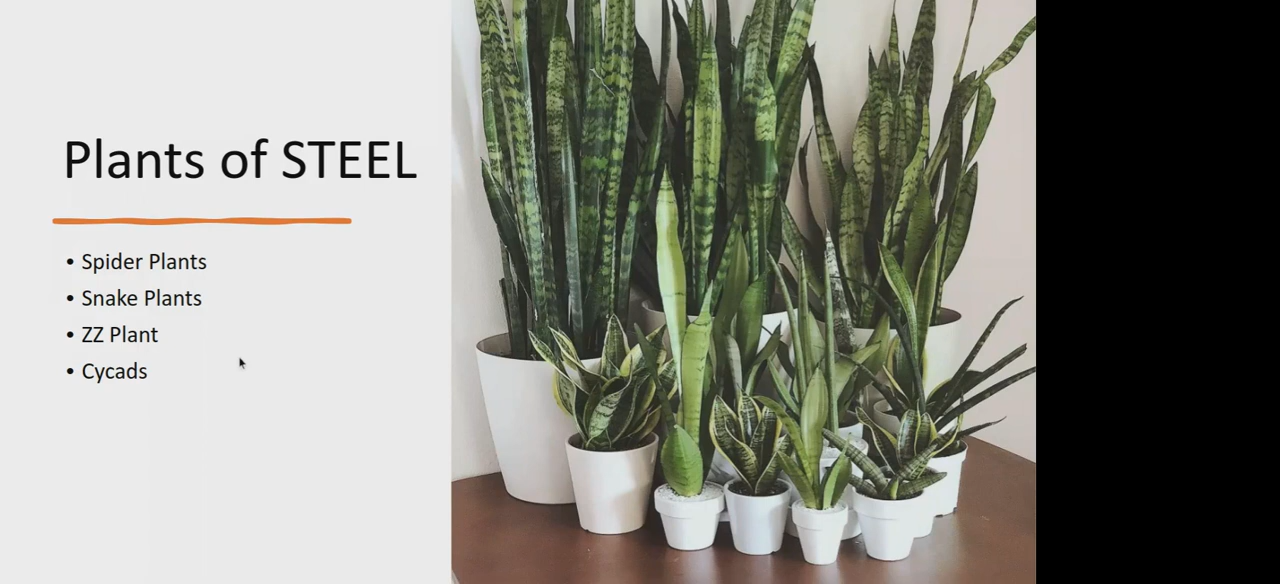 Plants of STEEL
• Spider Plants
• Snake Plants
• ZZ Plant
• Cycads